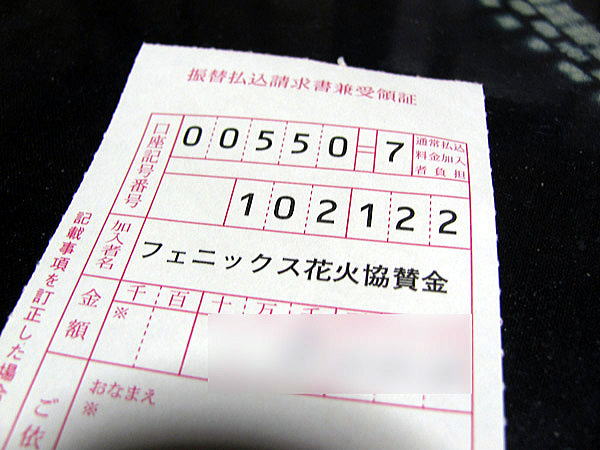 振替払込請求書兼受領証
口座記号番号
00550-7
通常払込
料金加入
者負担
102122
加入者名
フェニックス花火協賛金
金額
千百十万千
※
おなまえ
※
ご依
記載事項を訂正した場合